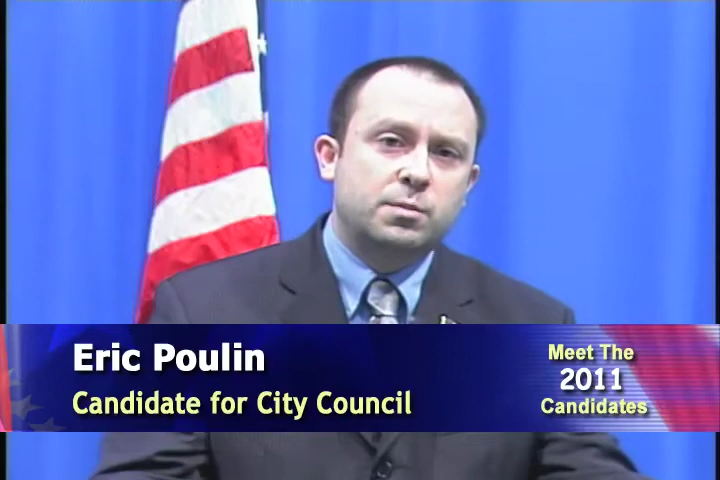 Eric Poulin
Candidate for City Council
Meet The
2011
Candidates